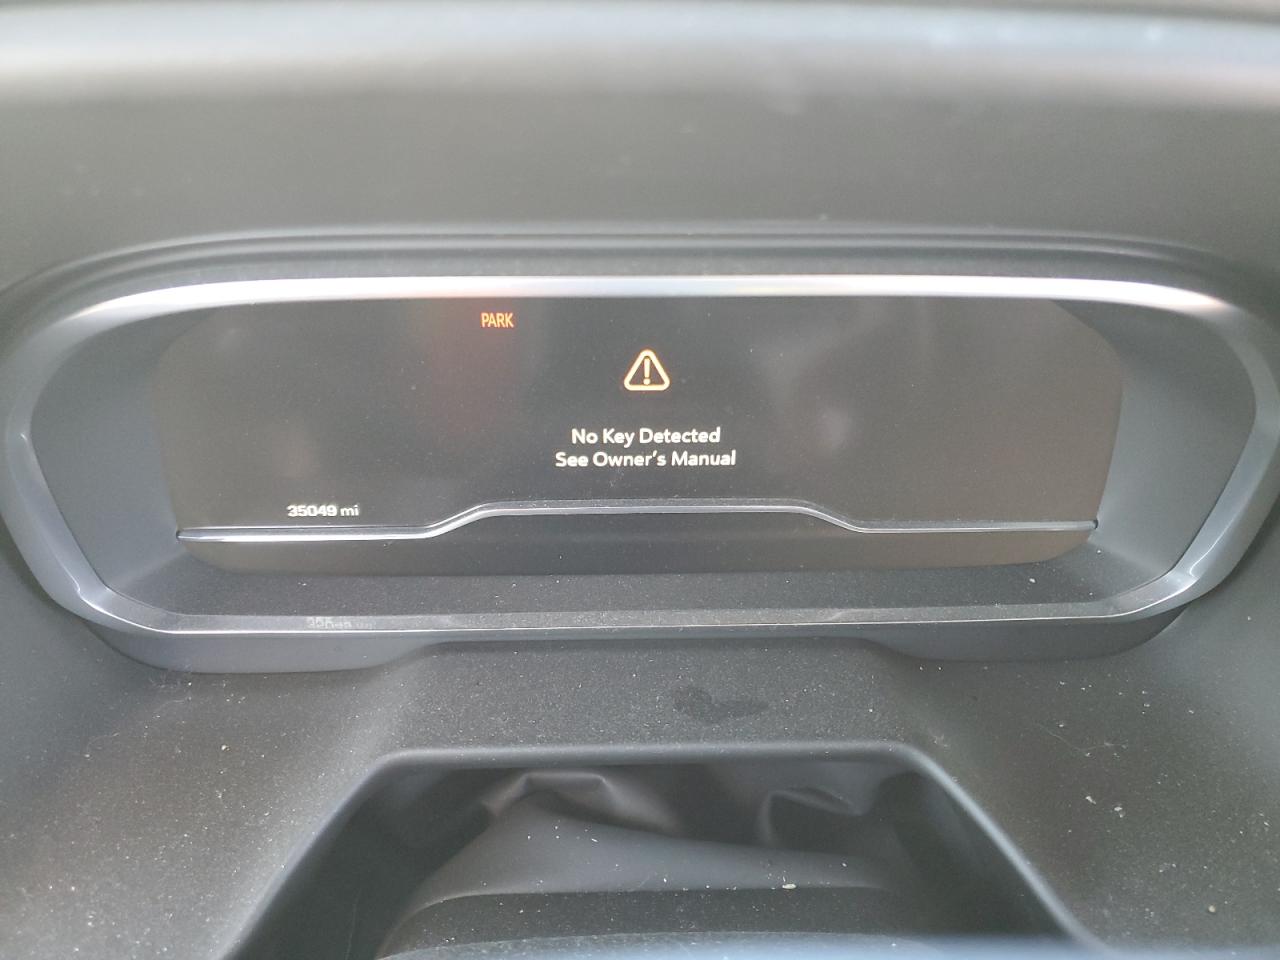 PARK
No Key Detected
See Owner's Manual
35049 mi